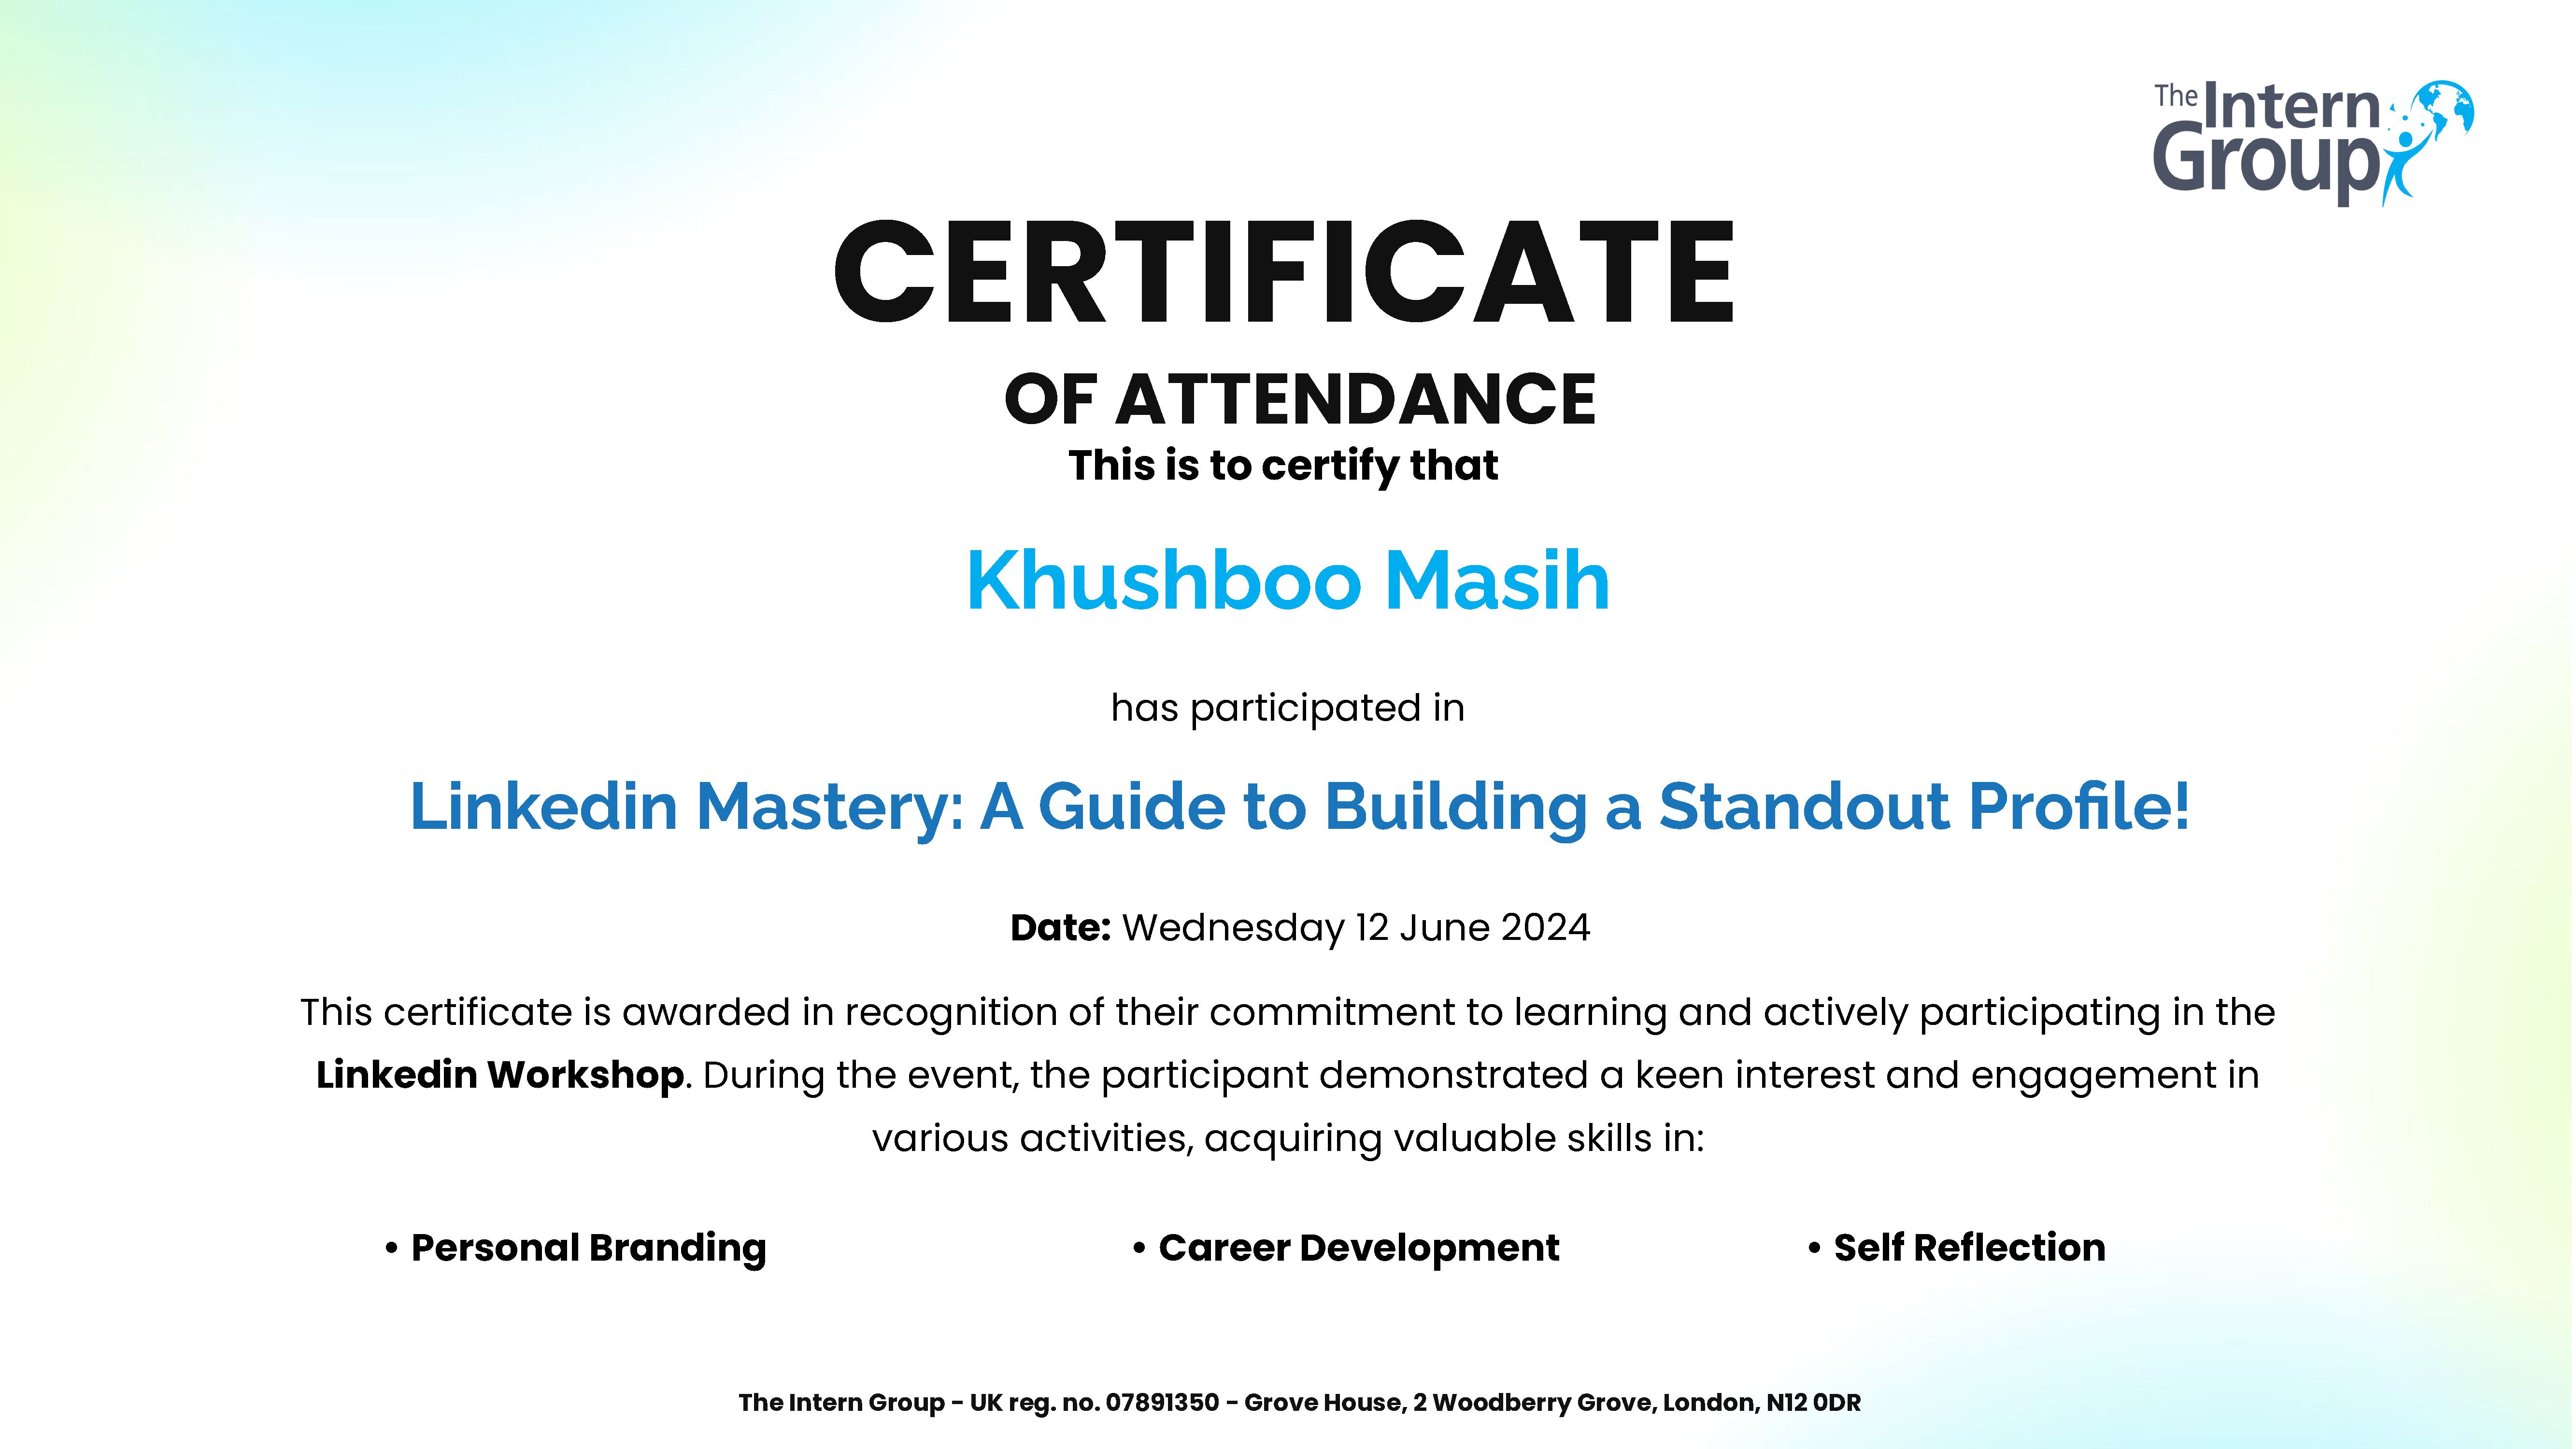 The Intern
Group
CERTIFICATE
OF ATTENDANCE
This is to certify that
Khushboo Masih
has participated in
Linkedin Mastery: A Guide to Building a Standout Profile!
Date: Wednesday 12 June 2024
This certificate is awarded in recognition of their commitment to learning and actively participating in the
Linkedin Workshop. During the event, the participant demonstrated a keen interest and engagement in
various activities, acquiring valuable skills in:
• Personal Branding • Career Development • Self Reflection
The Intern Group - UK reg. no. 07891350 - Grove House, 2 Woodberry Grove, London, N12 0DR